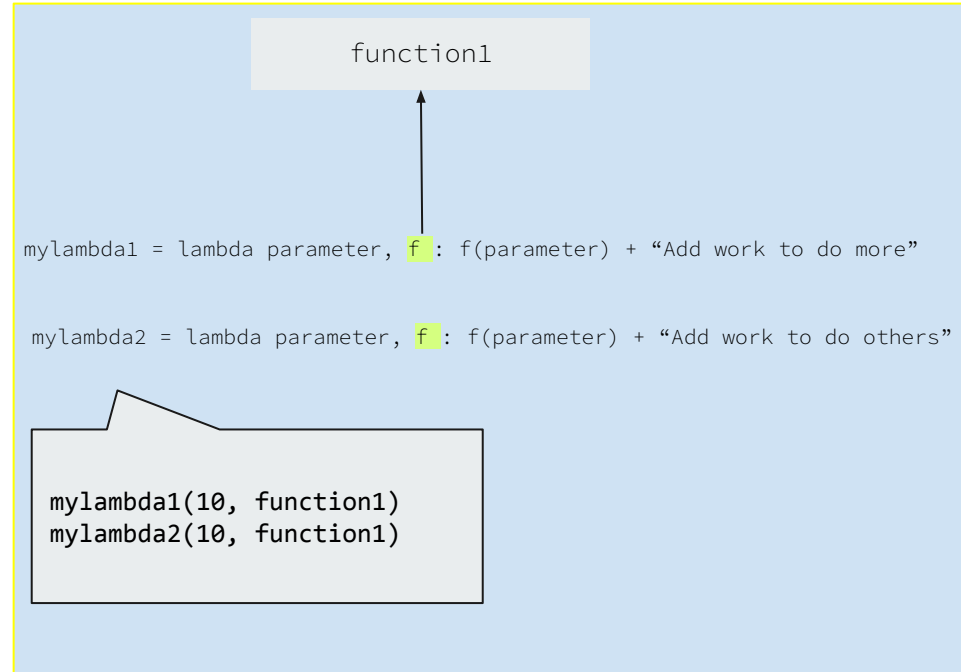 function1
mylambda1 = lambda parameter, f : f(parameter) + “Add work to do more”
mylambda2 = lambda parameter, f : f(parameter) + “Add work to do others”
mylambda1(10, function1)
mylambda2(10, function1)